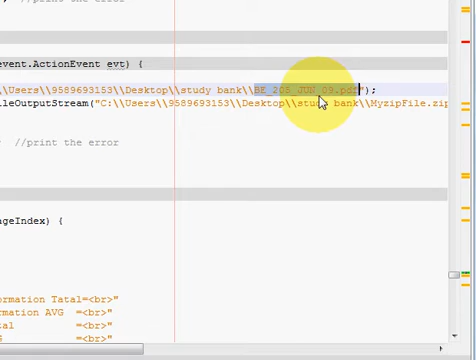 //print the error
event.ActionEvent evt) {
\\Users\\9589693153\\Desktop\\study bank\\BE_205_JUN_09.pdf");
leOutputStream("C:\\Users\\9589693153\\Desktop\\study bank\\MyzipFile.zip
//print the error
ageIndex) {
ormation Tatal=<br>"
ormation AVG =<br>"
tal =<br>"
G =<br>"